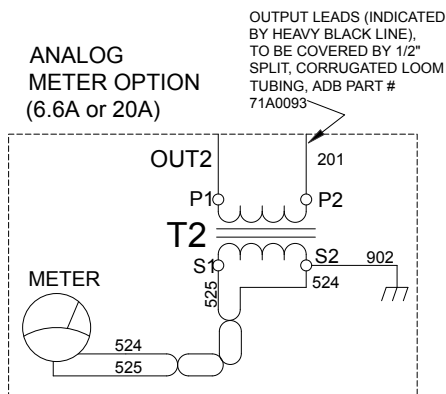 OUTPUT LEADS (INDICATED
BY HEAVY BLACK LINE),
TO BE COVERED BY 1/2"
SPLIT, CORRUGATED LOOM
TUBING, ADB PART #
71A0093
ANALOG
METER OPTION
(6.6A or 20A)
OUT2
201
P1
P2
T2
S1
S2
902
525
524
METER
524
525